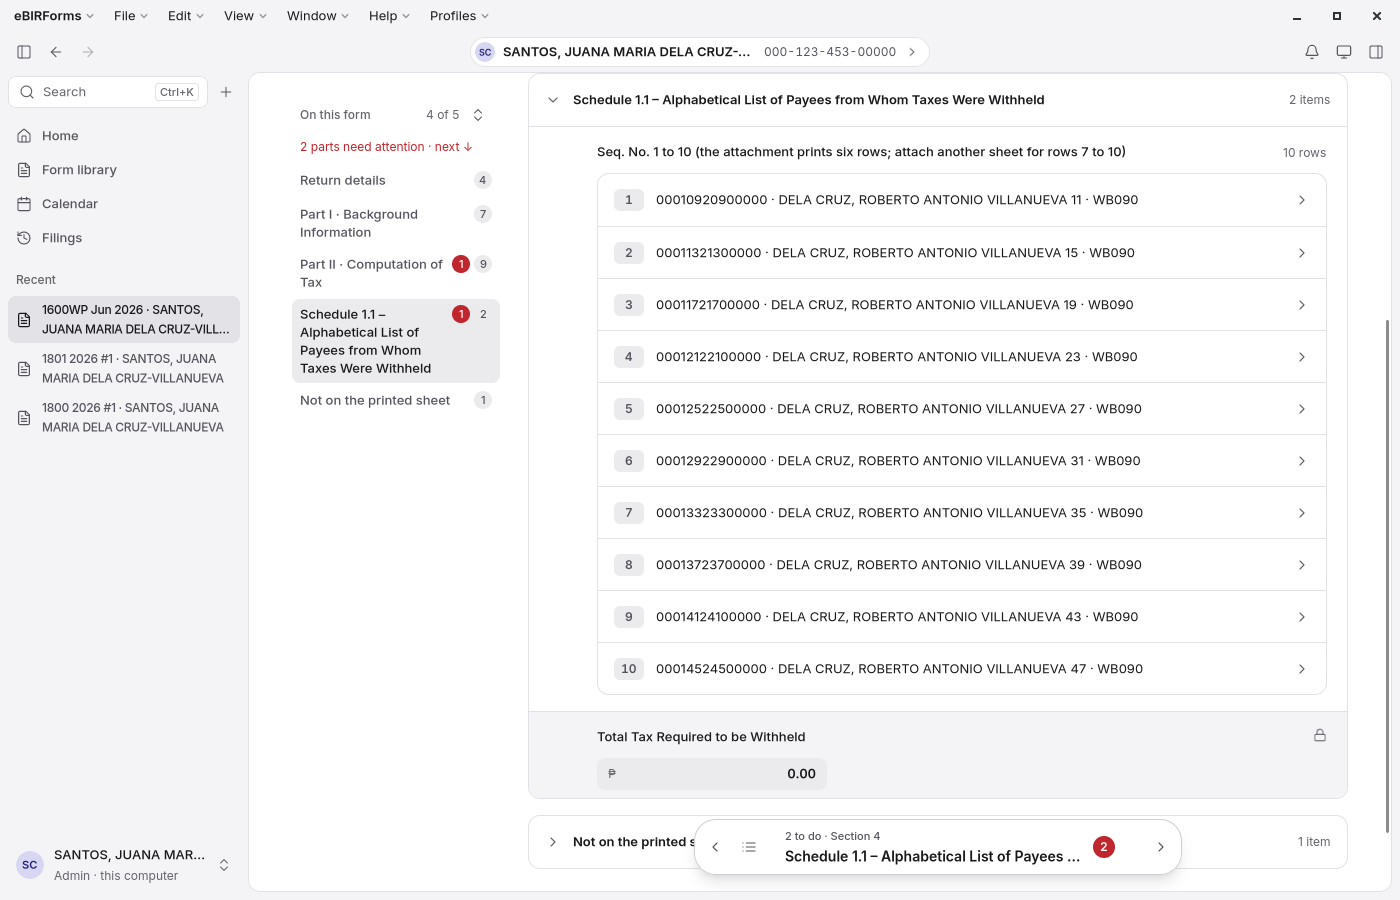 eBIRForms File Edit View Window Help Profiles
SC SANTOS, JUANA MARIA DELA CRUZ-... 000-123-453-00000
Search Ctrl+K
Home
Form library
Calendar
Filings
Recent
1600WP Jun 2026 · SANTOS,
JUANA MARIA DELA CRUZ-VILL...
1801 2026 #1 · SANTOS, JUANA
MARIA DELA CRUZ-VILLANUEVA
1800 2026 #1 · SANTOS, JUANA
MARIA DELA CRUZ-VILLANUEVA
SC SANTOS, JUANA MAR...
Admin · this computer
On this form 4 of 5
2 parts need attention · next ↓
Return details 4
Part I · Background 7
Information
Part II · Computation of 1 9
Tax
Schedule 1.1 – 1 2
Alphabetical List of
Payees from Whom
Taxes Were Withheld
Not on the printed sheet 1
Schedule 1.1 – Alphabetical List of Payees from Whom Taxes Were Withheld 2 items
Seq. No. 1 to 10 (the attachment prints six rows; attach another sheet for rows 7 to 10) 10 rows
1 00010920900000 · DELA CRUZ, ROBERTO ANTONIO VILLANUEVA 11 · WB090
2 00011321300000 · DELA CRUZ, ROBERTO ANTONIO VILLANUEVA 15 · WB090
3 00011721700000 · DELA CRUZ, ROBERTO ANTONIO VILLANUEVA 19 · WB090
4 00012122100000 · DELA CRUZ, ROBERTO ANTONIO VILLANUEVA 23 · WB090
5 00012522500000 · DELA CRUZ, ROBERTO ANTONIO VILLANUEVA 27 · WB090
6 00012922900000 · DELA CRUZ, ROBERTO ANTONIO VILLANUEVA 31 · WB090
7 00013323300000 · DELA CRUZ, ROBERTO ANTONIO VILLANUEVA 35 · WB090
8 00013723700000 · DELA CRUZ, ROBERTO ANTONIO VILLANUEVA 39 · WB090
9 00014124100000 · DELA CRUZ, ROBERTO ANTONIO VILLANUEVA 43 · WB090
10 00014524500000 · DELA CRUZ, ROBERTO ANTONIO VILLANUEVA 47 · WB090
Total Tax Required to be Withheld
₱ 0.00
Not on the printed s 1 item
2 to do · Section 4
Schedule 1.1 – Alphabetical List of Payees ... 2